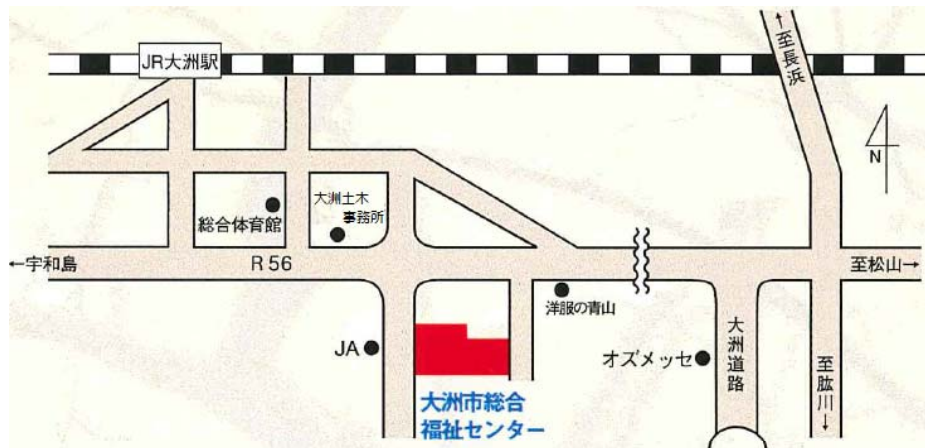 JR大洲駅
↑至長浜
N
大洲土木
事務所
総合体育館
←宇和島
R 56
至松山→
洋服の青山
JA
オズメッセ
大洲道路
至肱川→
大洲市総合
福祉センター